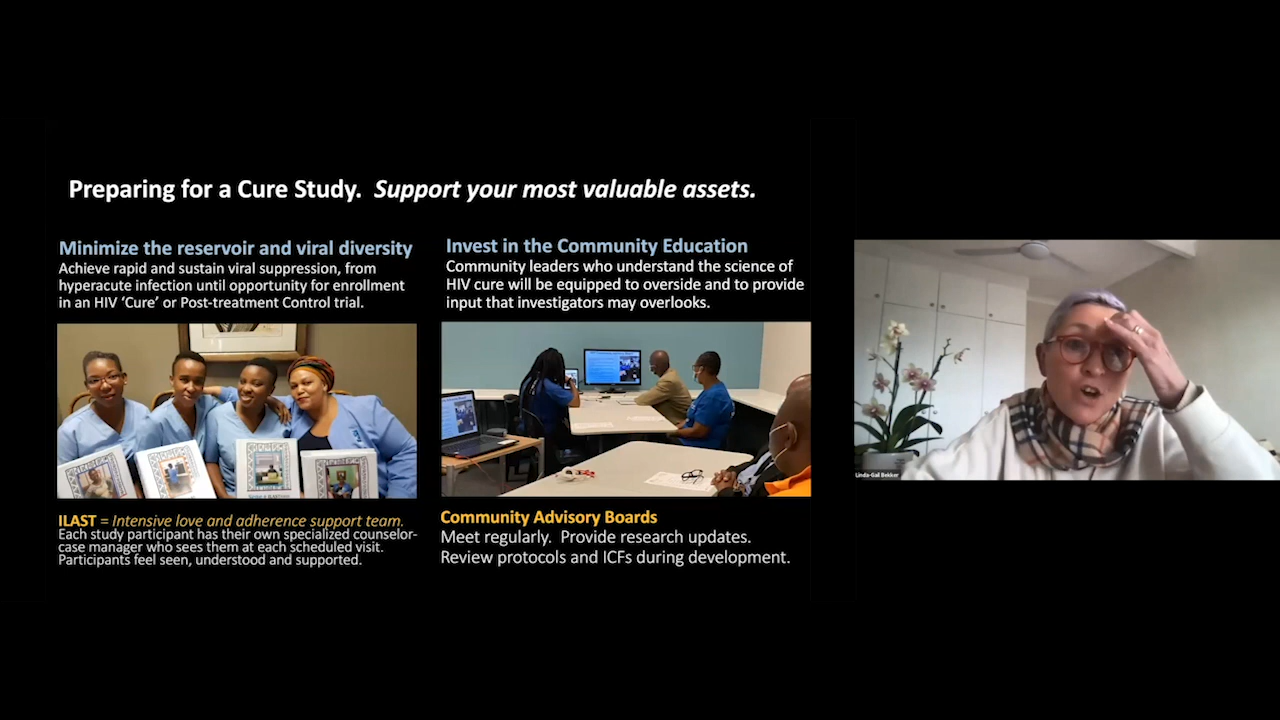 Preparing for a Cure Study. Support your most valuable assets.
Minimize the reservoir and viral diversity
Achieve rapid and sustain viral suppression, from
hyperacute infection until opportunity for enrollment
in an HIV ‘Cure’ or Post-treatment Control trial.
ILAST = Intensive love and adherence support team.
Each study participant has their own specialized counselor-
case manager who sees them at each scheduled visit.
Participants feel seen, understood and supported.
Invest in the Community Education
Community leaders who understand the science of
HIV cure will be equipped to overside and to provide
input that investigators may overlooks.
Community Advisory Boards
Meet regularly. Provide research updates.
Review protocols and ICFs during development.
Linda-Gail Bekker